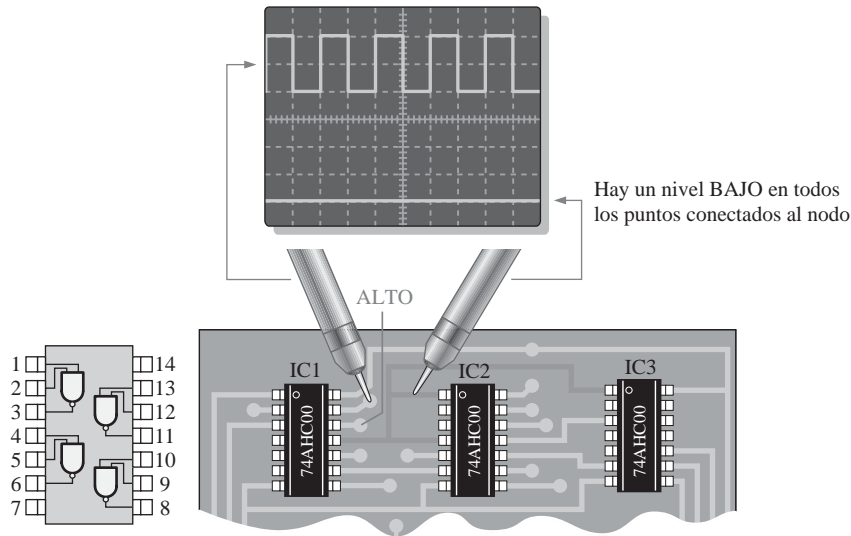 Hay un nivel BAJO en todos
los puntos conectados al nodo
ALTO
IC1
IC2
IC3
74AHC00
74AHC00
74AHC00
1
2
3
4
5
6
7
14
13
12
11
10
9
8